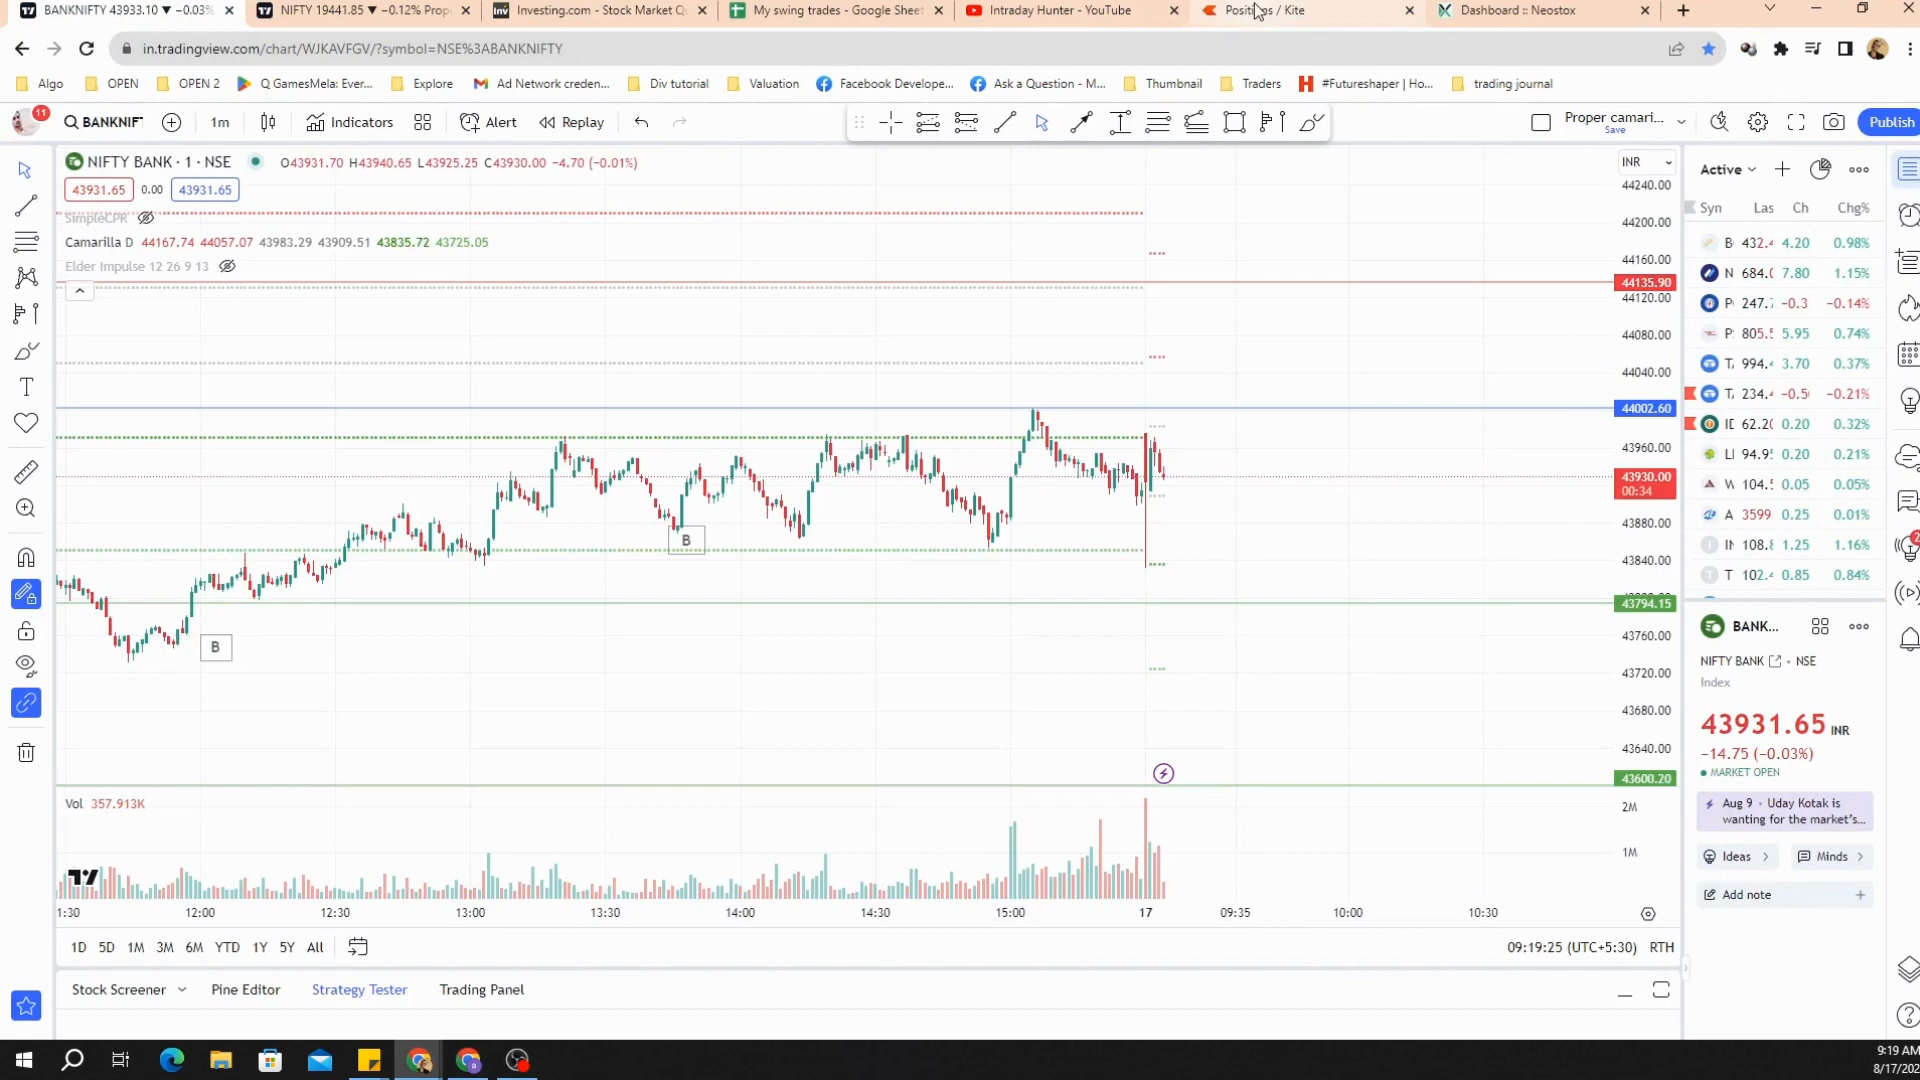 BANKNIFTY 43933.10 ▼ −0.03%
NIFTY 19441.85 ▼ −0.12% Prop
Investing.com - Stock Market Qu
My swing trades - Google Sheet
Intraday Hunter - YouTube
/ Kite
Dashboard :: Neostox
in.tradingview.com/chart/WJKAVFGV/?symbol=NSE%3ABANKNIFTY
Algo
OPEN
OPEN 2
Q GamesMela: Ever...
Explore
Ad Network creden...
Div tutorial
Valuation
Facebook Develope...
Ask a Question - M...
Thumbnail
Traders
#Futureshaper | Ho...
trading journal
11
BANKNIF
1m
Indicators
Alert
Replay
Proper camari...
Save
Publish
NIFTY BANK · 1 · NSE
O43931.70 H43940.65 L43925.25 C43930.00 −4.70 (−0.01%)
43931.65 0.00 43931.65
SimpleCPR
Camarilla D 44167.74 44057.07 43983.29 43909.51 43835.72 43725.05
Elder Impulse 12 26 9 13
INR
44240.00
44200.00
44160.00
44135.90
44120.00
44080.00
44040.00
44002.60
43960.00
43930.00
00:34
43880.00
43840.00
43794.15
43760.00
43720.00
43680.00
43640.00
43600.20
B
B
Vol 357.913K
2M
1M
1:30 12:00 12:30 13:00 13:30 14:00 14:30 15:00 17 09:35 10:00 10:30
1D 5D 1M 3M 6M YTD 1Y 5Y All
09:19:25 (UTC+5:30) RTH
Stock Screener
Pine Editor
Strategy Tester
Trading Panel
Active
Syn Las Ch Chg%
B 432.4 4.20 0.98%
N 684.0 7.80 1.15%
P 247.7 −0.3 −0.14%
P 805.5 5.95 0.74%
T 994.4 3.70 0.37%
T 234.4 −0.5 −0.21%
IE 62.20 0.20 0.32%
LI 94.95 0.20 0.21%
104.5 0.05 0.05%
A 3599 0.25 0.01%
IN 108.8 1.25 1.16%
T 102.4 0.85 0.84%
BANK...
NIFTY BANK · NSE
Index
43931.65 INR
−14.75 (−0.03%)
MARKET OPEN
Aug 9 · Uday Kotak is
wanting for the market's...
Ideas
Minds
Add note
9:19 AM
8/17/202